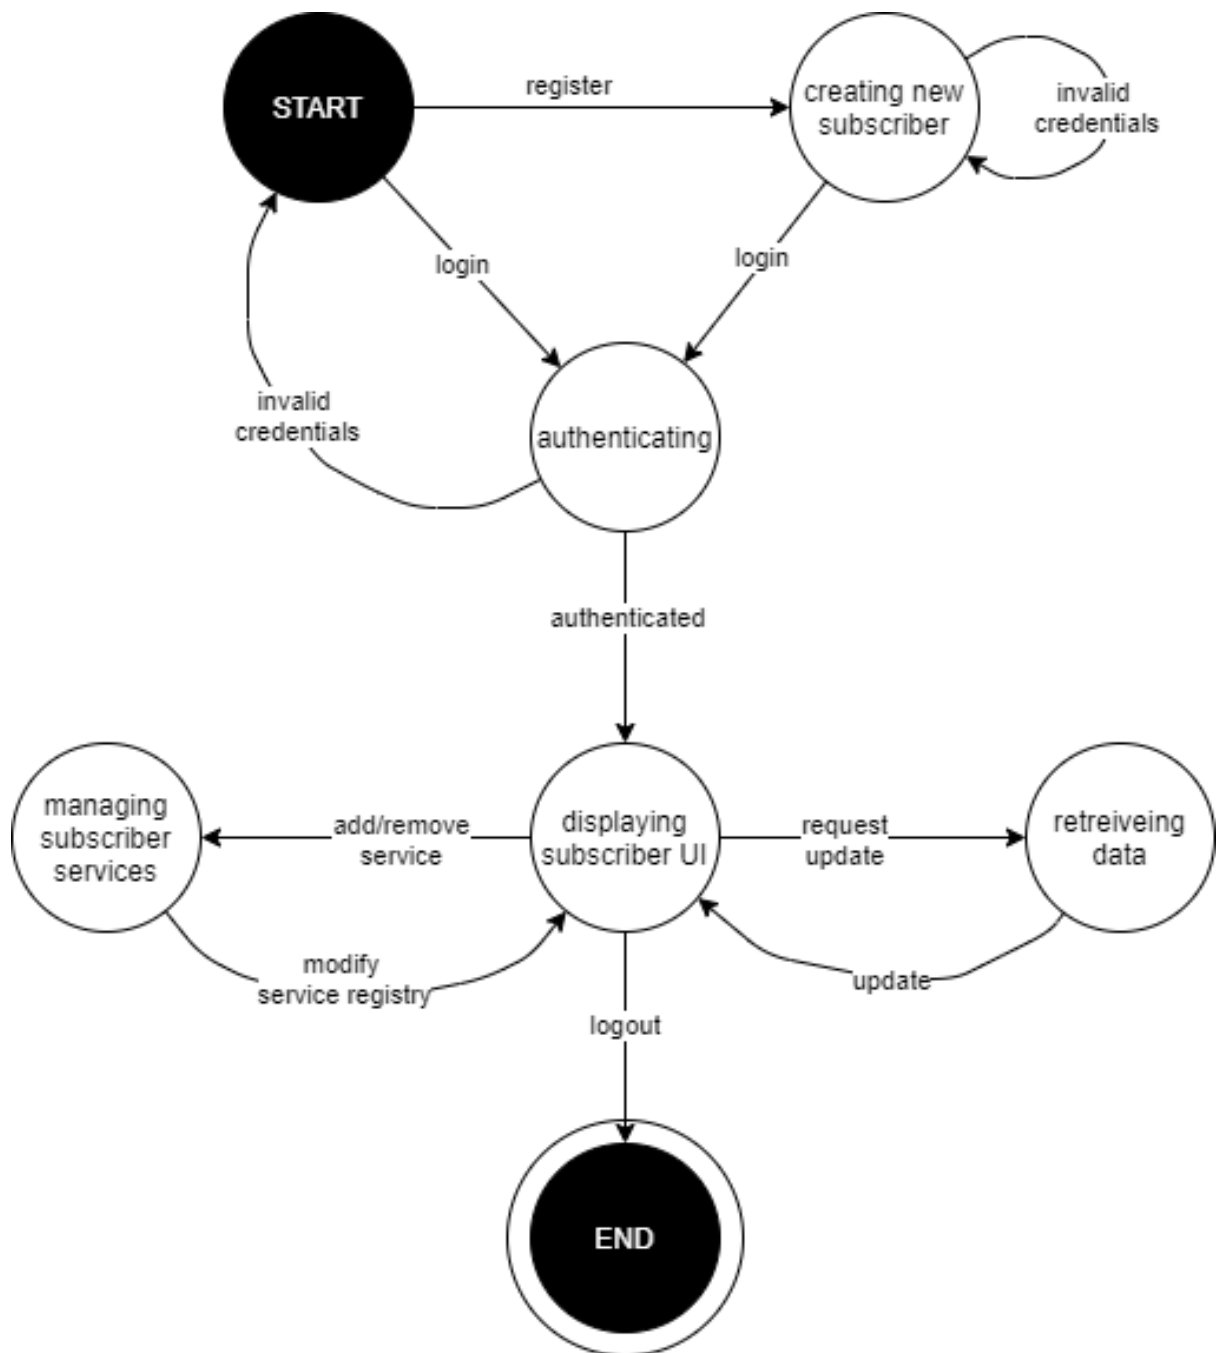 START
register
creating new
subscriber
invalid
credentials
login
login
invalid
credentials
authenticating
authenticated
managing
subscriber
services
add/remove
service
displaying
subscriber UI
request
update
retreiveing
data
modify
service registry
update
logout
END